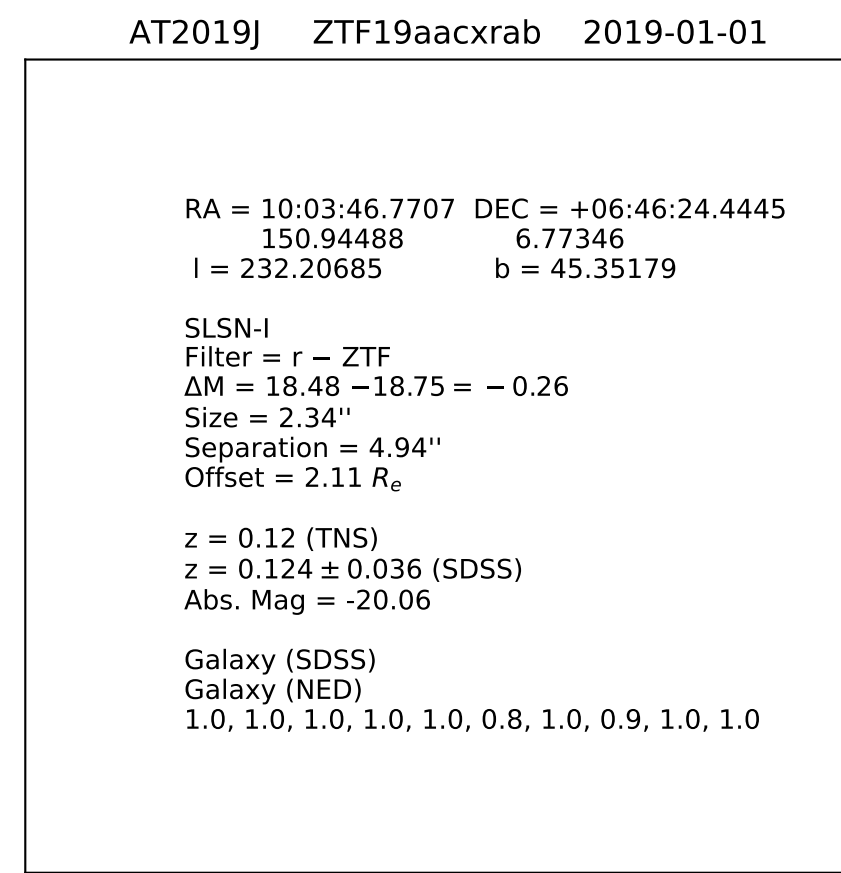 AT2019J ZTF19aacxrab 2019-01-01
RA = 10:03:46.7707 DEC = +06:46:24.4445
150.94488 6.77346
l = 232.20685 b = 45.35179
SLSN-I
Filter = r − ZTF
ΔM = 18.48 −18.75 = − 0.26
Size = 2.34''
Separation = 4.94''
Offset = 2.11 Rₑ
z = 0.12 (TNS)
z = 0.124 ± 0.036 (SDSS)
Abs. Mag = -20.06
Galaxy (SDSS)
Galaxy (NED)
1.0, 1.0, 1.0, 1.0, 1.0, 0.8, 1.0, 0.9, 1.0, 1.0